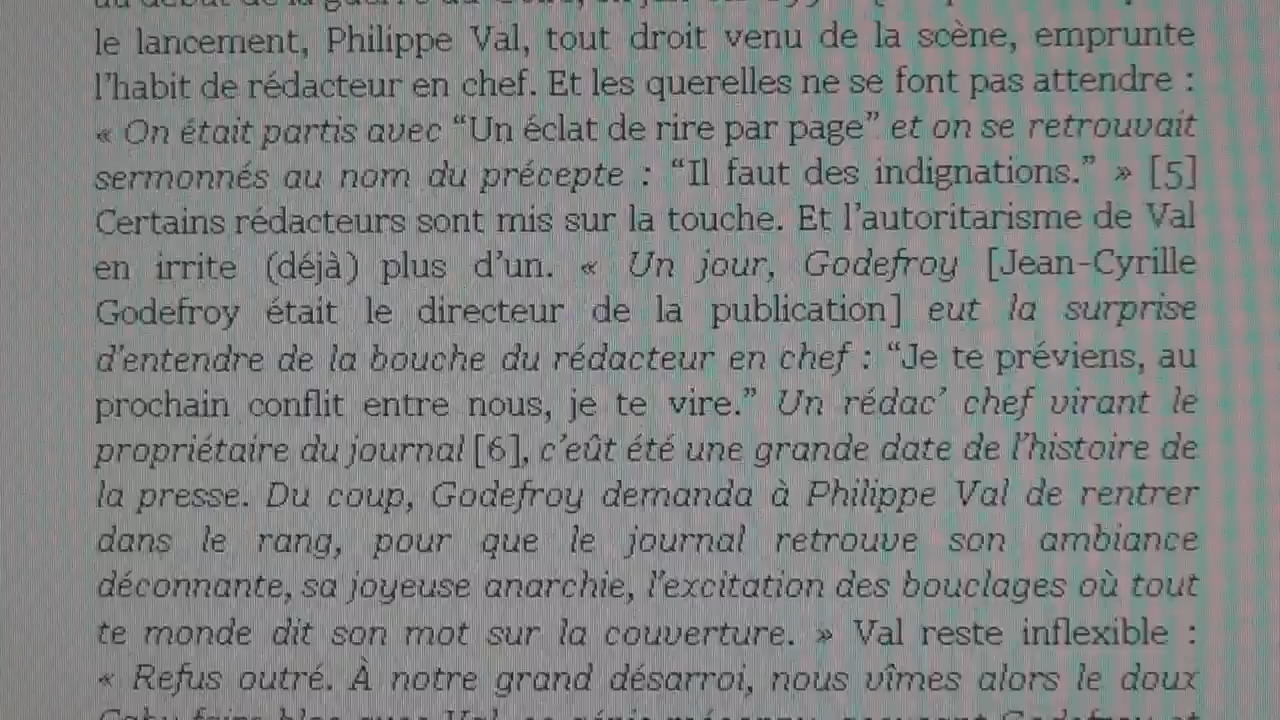 le lancement, Philippe Val, tout droit venu de la scène, emprunte
l'habit de rédacteur en chef. Et les querelles ne se font pas attendre :
« On était partis avec “Un éclat de rire par page” et on se retrouvait
sermonnés au nom du précepte : “Il faut des indignations.” » [5]
Certains rédacteurs sont mis sur la touche. Et l'autoritarisme de Val
en irrite (déjà) plus d'un. « Un jour, Godefroy [Jean-Cyrille
Godefroy était le directeur de la publication] eut la surprise
d'entendre de la bouche du rédacteur en chef : “Je te préviens, au
prochain conflit entre nous, je te vire.” Un rédac' chef virant le
propriétaire du journal [6], c'eût été une grande date de l'histoire de
la presse. Du coup, Godefroy demanda à Philippe Val de rentrer
dans le rang, pour que le journal retrouve son ambiance
déconnante, sa joyeuse anarchie, l'excitation des bouclages où tout
te monde dit son mot sur la couverture. » Val reste inflexible :
« Refus outré. À notre grand désarroi, nous vîmes alors le doux